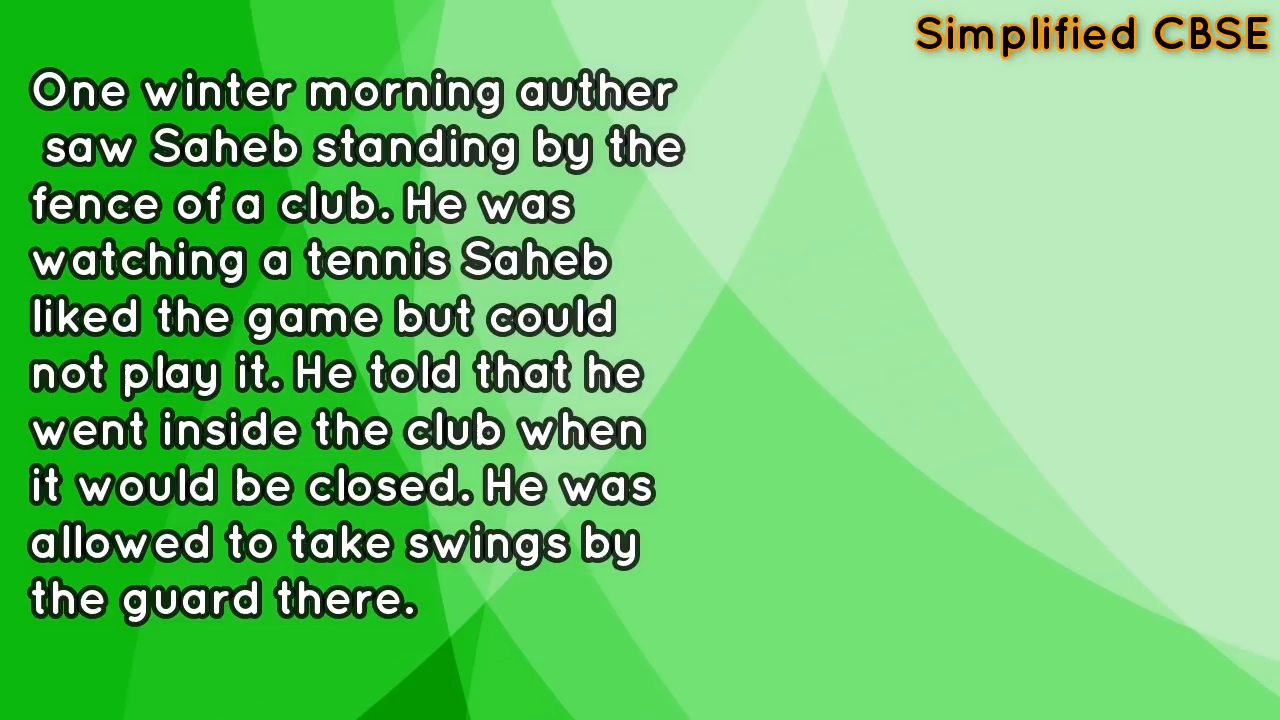 Simplified CBSE
One winter morning auther
saw Saheb standing by the
fence of a club. He was
watching a tennis Saheb
liked the game but could
not play it. He told that he
went inside the club when
it would be closed. He was
allowed to take swings by
the guard there.